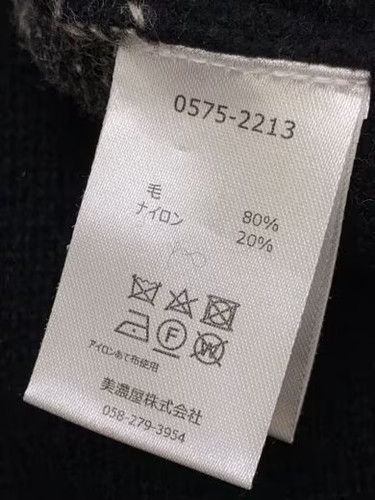 0575-2213
毛 80%
ナイロン 20%
F
W
アイロンあて布使用
美濃屋株式会社
058-279-3954